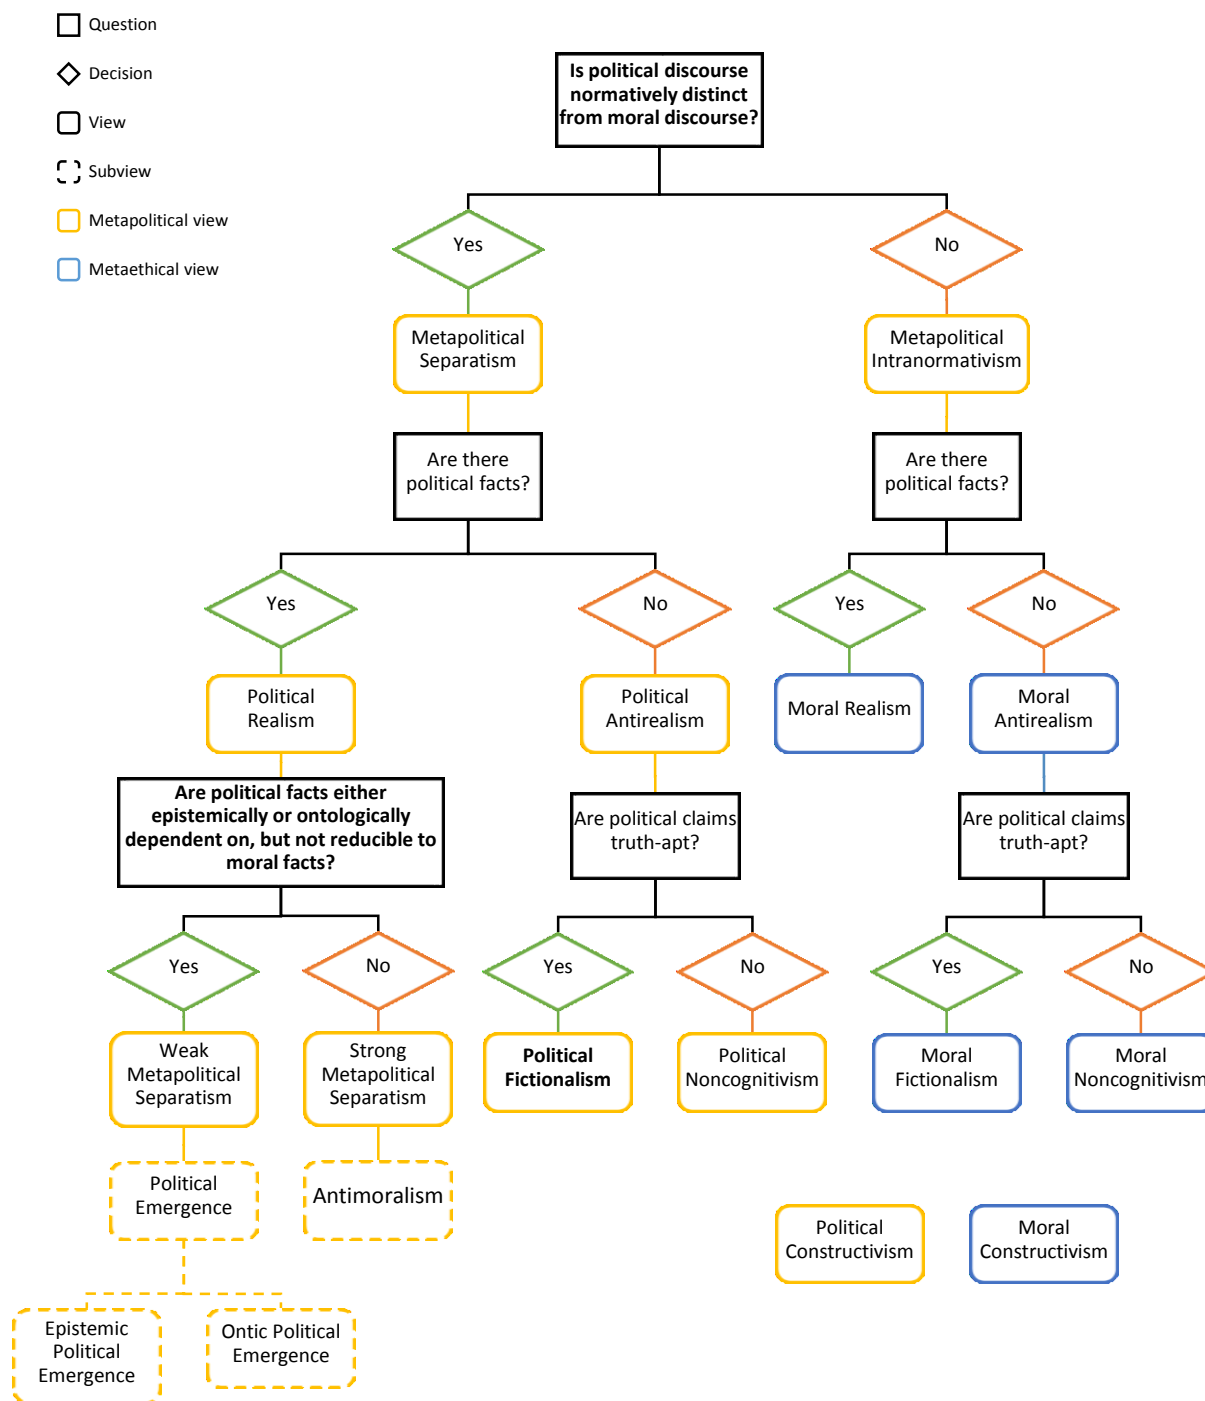 Question
Decision
View
Subview
Metapolitical view
Metaethical view
Is political discourse
normatively distinct
from moral discourse?
Yes
No
Metapolitical
Separatism
Metapolitical
Intranormativism
Are there
political facts?
Are there
political facts?
Yes
No
Yes
No
Political
Realism
Political
Antirealism
Moral Realism
Moral
Antirealism
Are political facts either
epistemically or ontologically
dependent on, but not reducible to
moral facts?
Are political claims
truth-apt?
Are political claims
truth-apt?
Yes
No
Yes
No
Yes
No
Weak
Metapolitical
Separatism
Strong
Metapolitical
Separatism
Political
Fictionalism
Political
Noncognitivism
Moral
Fictionalism
Moral
Noncognitivism
Political
Emergence
Antimoralism
Political
Constructivism
Moral
Constructivism
Epistemic
Political
Emergence
Ontic Political
Emergence